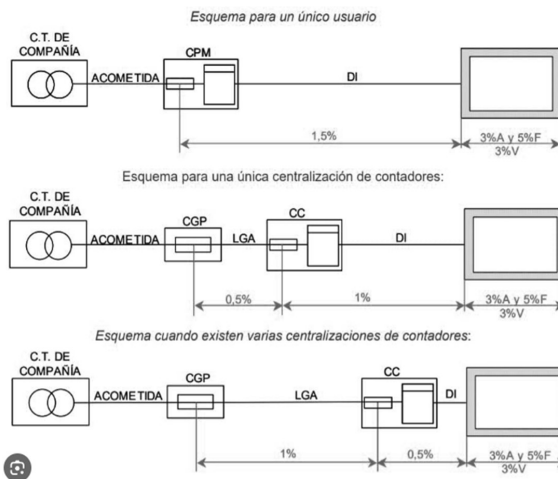 Esquema para un único usuario
C.T. DE
COMPAÑÍA
ACOMETIDA
CPM
DI
1,5%
3%A y 5%F
3%V
Esquema para una única centralización de contadores:
C.T. DE
COMPAÑÍA
ACOMETIDA
CGP
LGA
CC
DI
0,5%
1%
3%A y 5%F
3%V
Esquema cuando existen varias centralizaciones de contadores:
C.T. DE
COMPAÑÍA
ACOMETIDA
CGP
LGA
CC
DI
1%
0,5%
3%A y 5%F
3%V